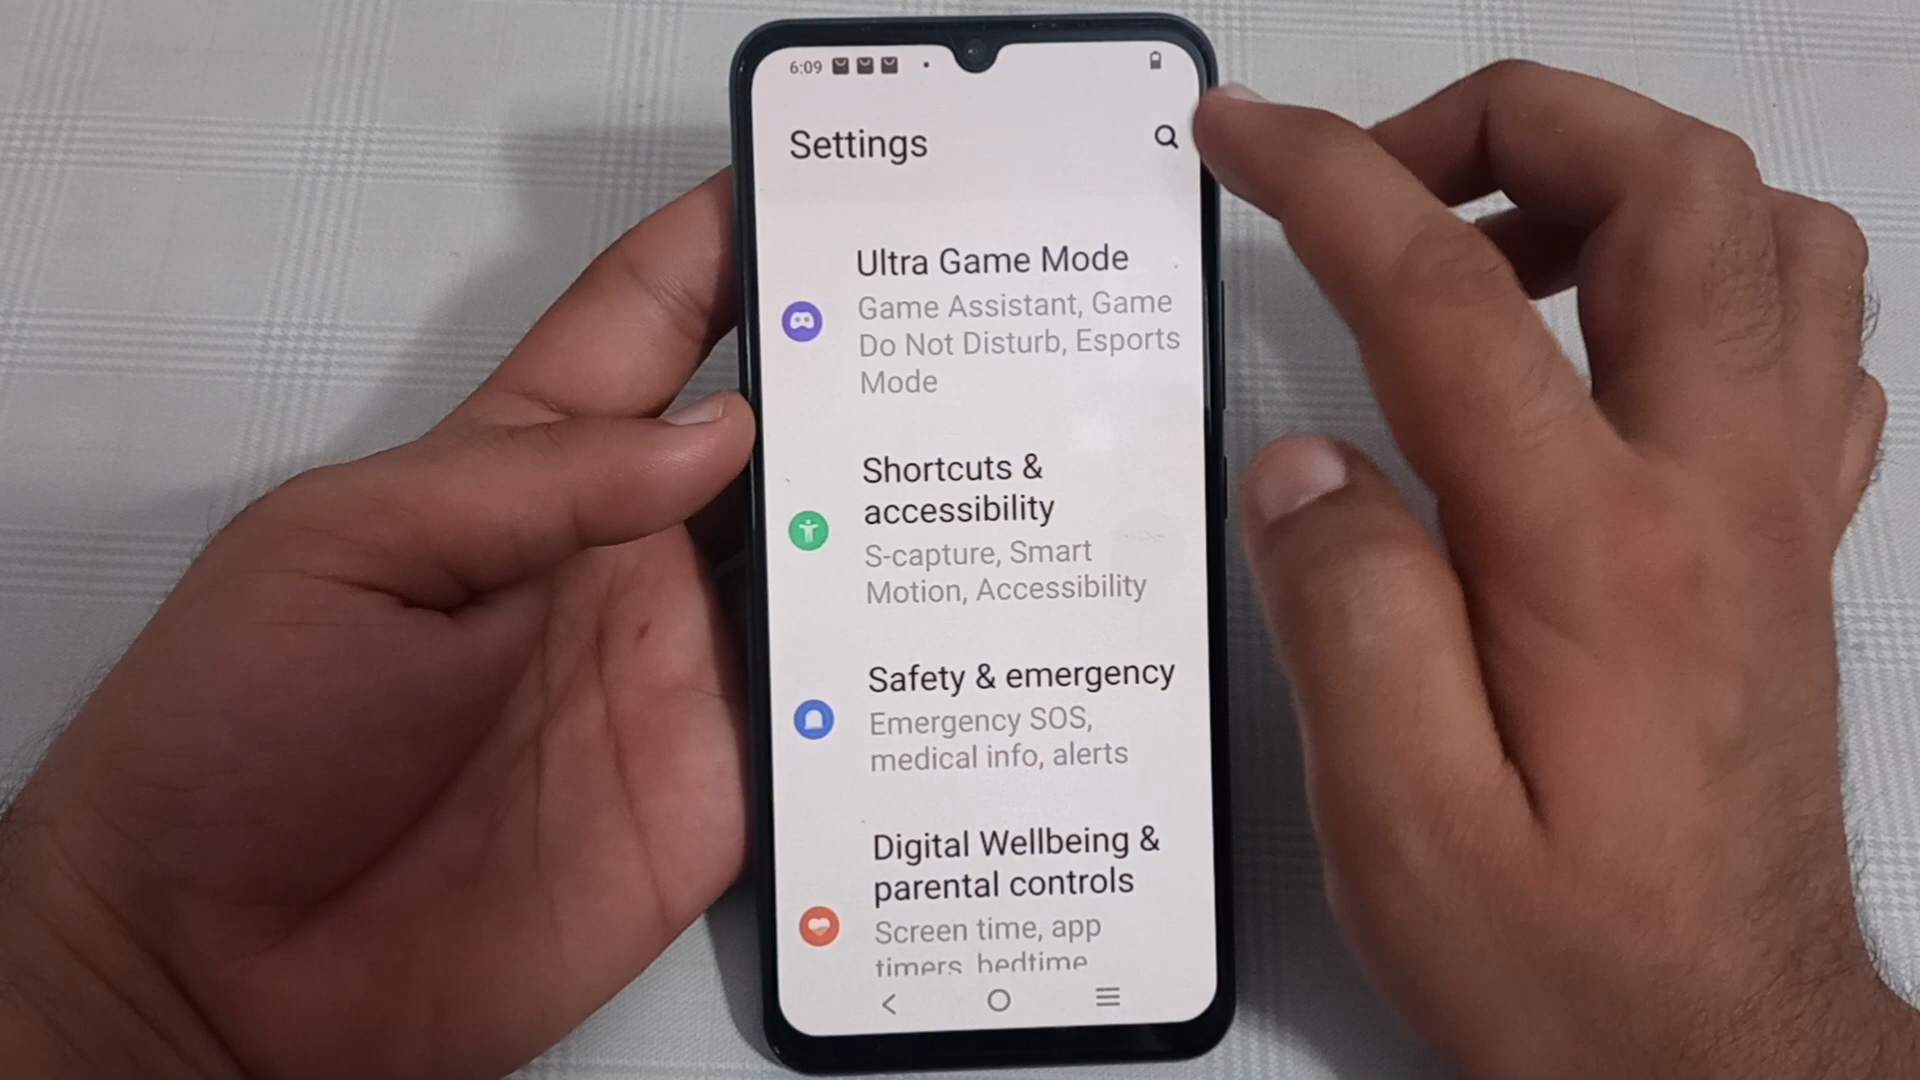 6:09
Settings
Ultra Game Mode
Game Assistant, Game
Do Not Disturb, Esports
Mode
Shortcuts &
accessibility
S-capture, Smart
Motion, Accessibility
Safety & emergency
Emergency SOS,
medical info, alerts
Digital Wellbeing &
parental controls
Screen time, app
timers, bedtime